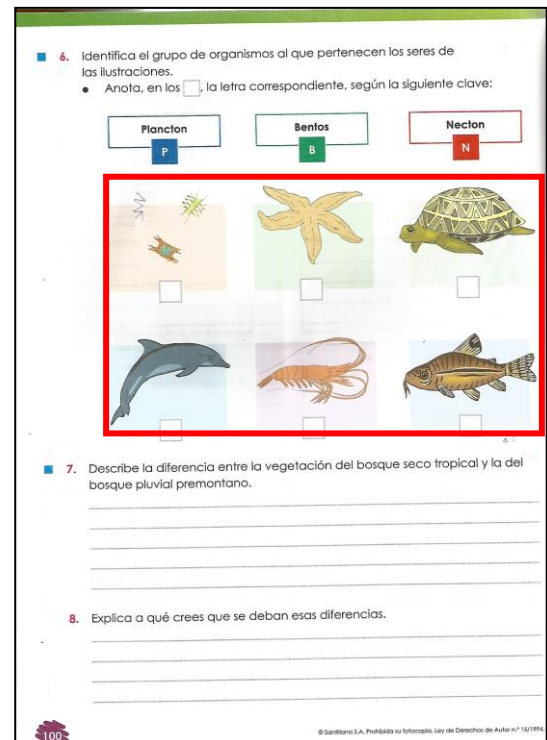 6. Identifica el grupo de organismos al que pertenecen los seres de
las ilustraciones.
• Anota, en los □, la letra correspondiente, según la siguiente clave:
Plancton Bentos Necton
P B N
7. Describe la diferencia entre la vegetación del bosque seco tropical y la del
bosque pluvial premontano.
8. Explica a qué crees que se deban esas diferencias.
100 © Santillana S.A. Prohibida su fotocopia. Ley de Derechos de Autor n.º 15/1994.